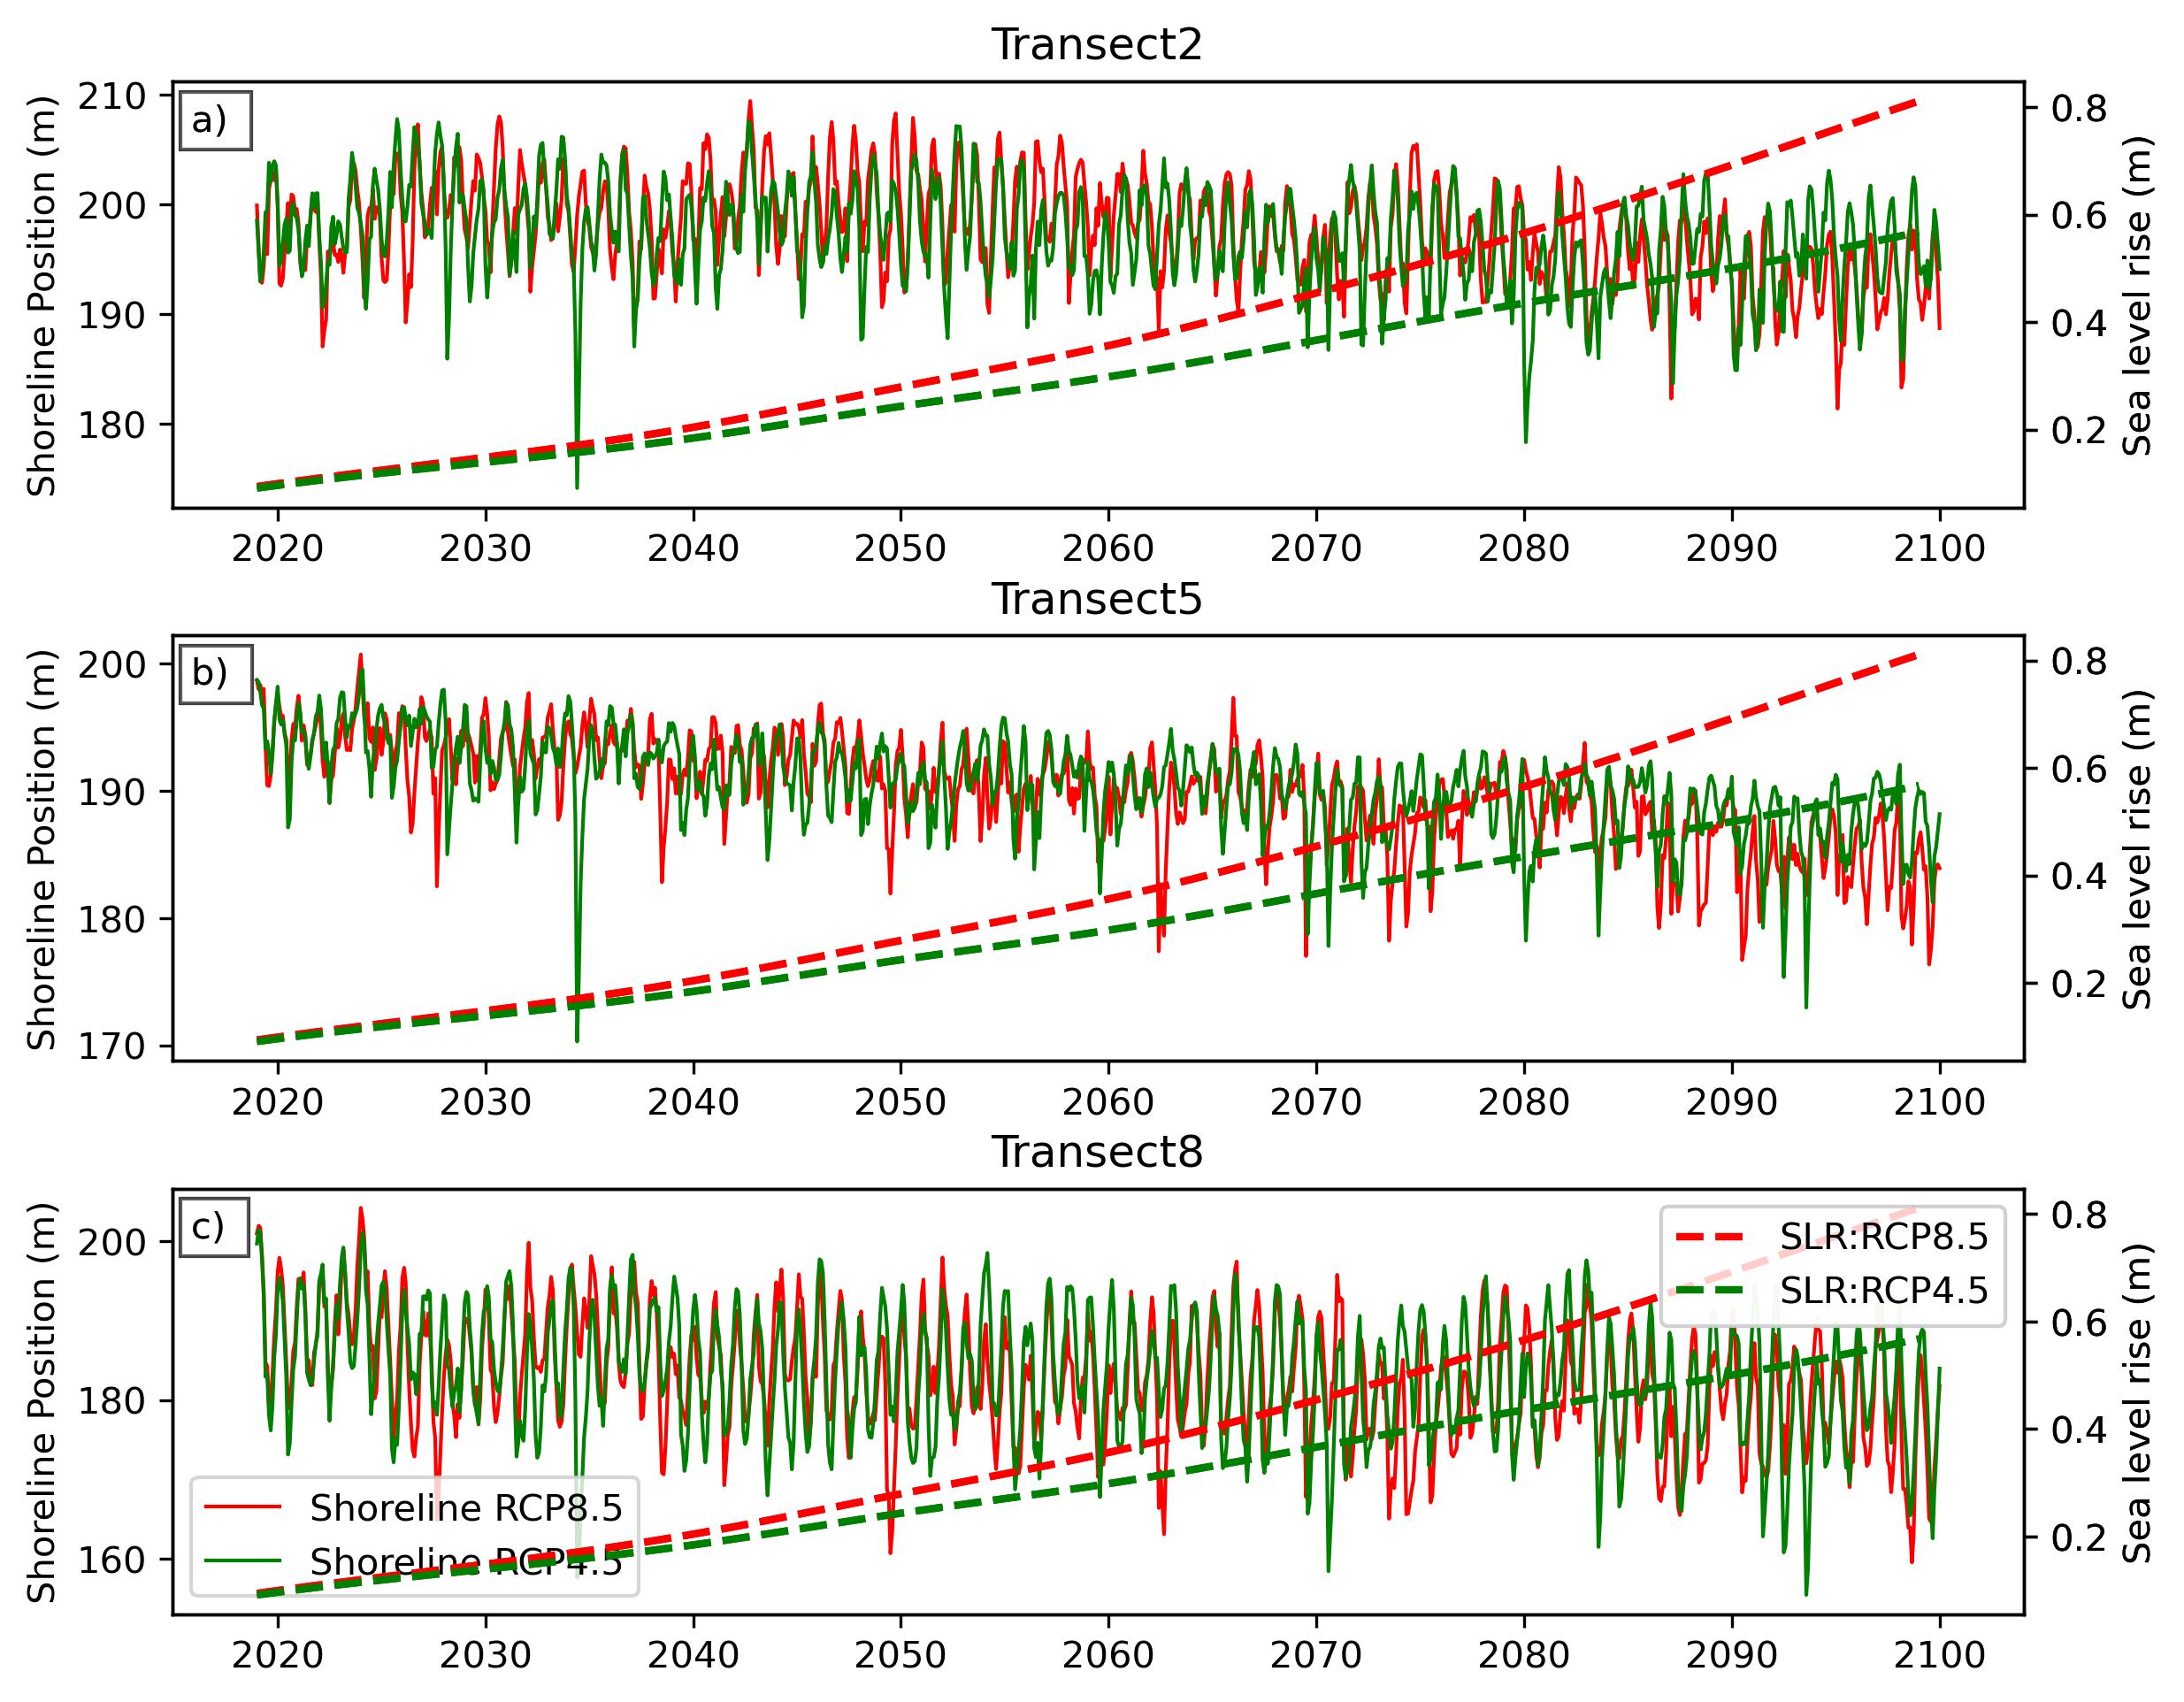 Transect2
a)
210
200
190
180
Shoreline Position (m)
0.8
0.6
0.4
0.2
Sea level rise (m)
2020 2030 2040 2050 2060 2070 2080 2090 2100
Transect5
b)
200
190
180
170
Shoreline Position (m)
0.8
0.6
0.4
0.2
Sea level rise (m)
2020 2030 2040 2050 2060 2070 2080 2090 2100
Transect8
c)
200
180
160
Shoreline Position (m)
SLR:RCP8.5
SLR:RCP4.5
Shoreline RCP8.5
Shoreline RCP4.5
0.8
0.6
0.4
0.2
Sea level rise (m)
2020 2030 2040 2050 2060 2070 2080 2090 2100